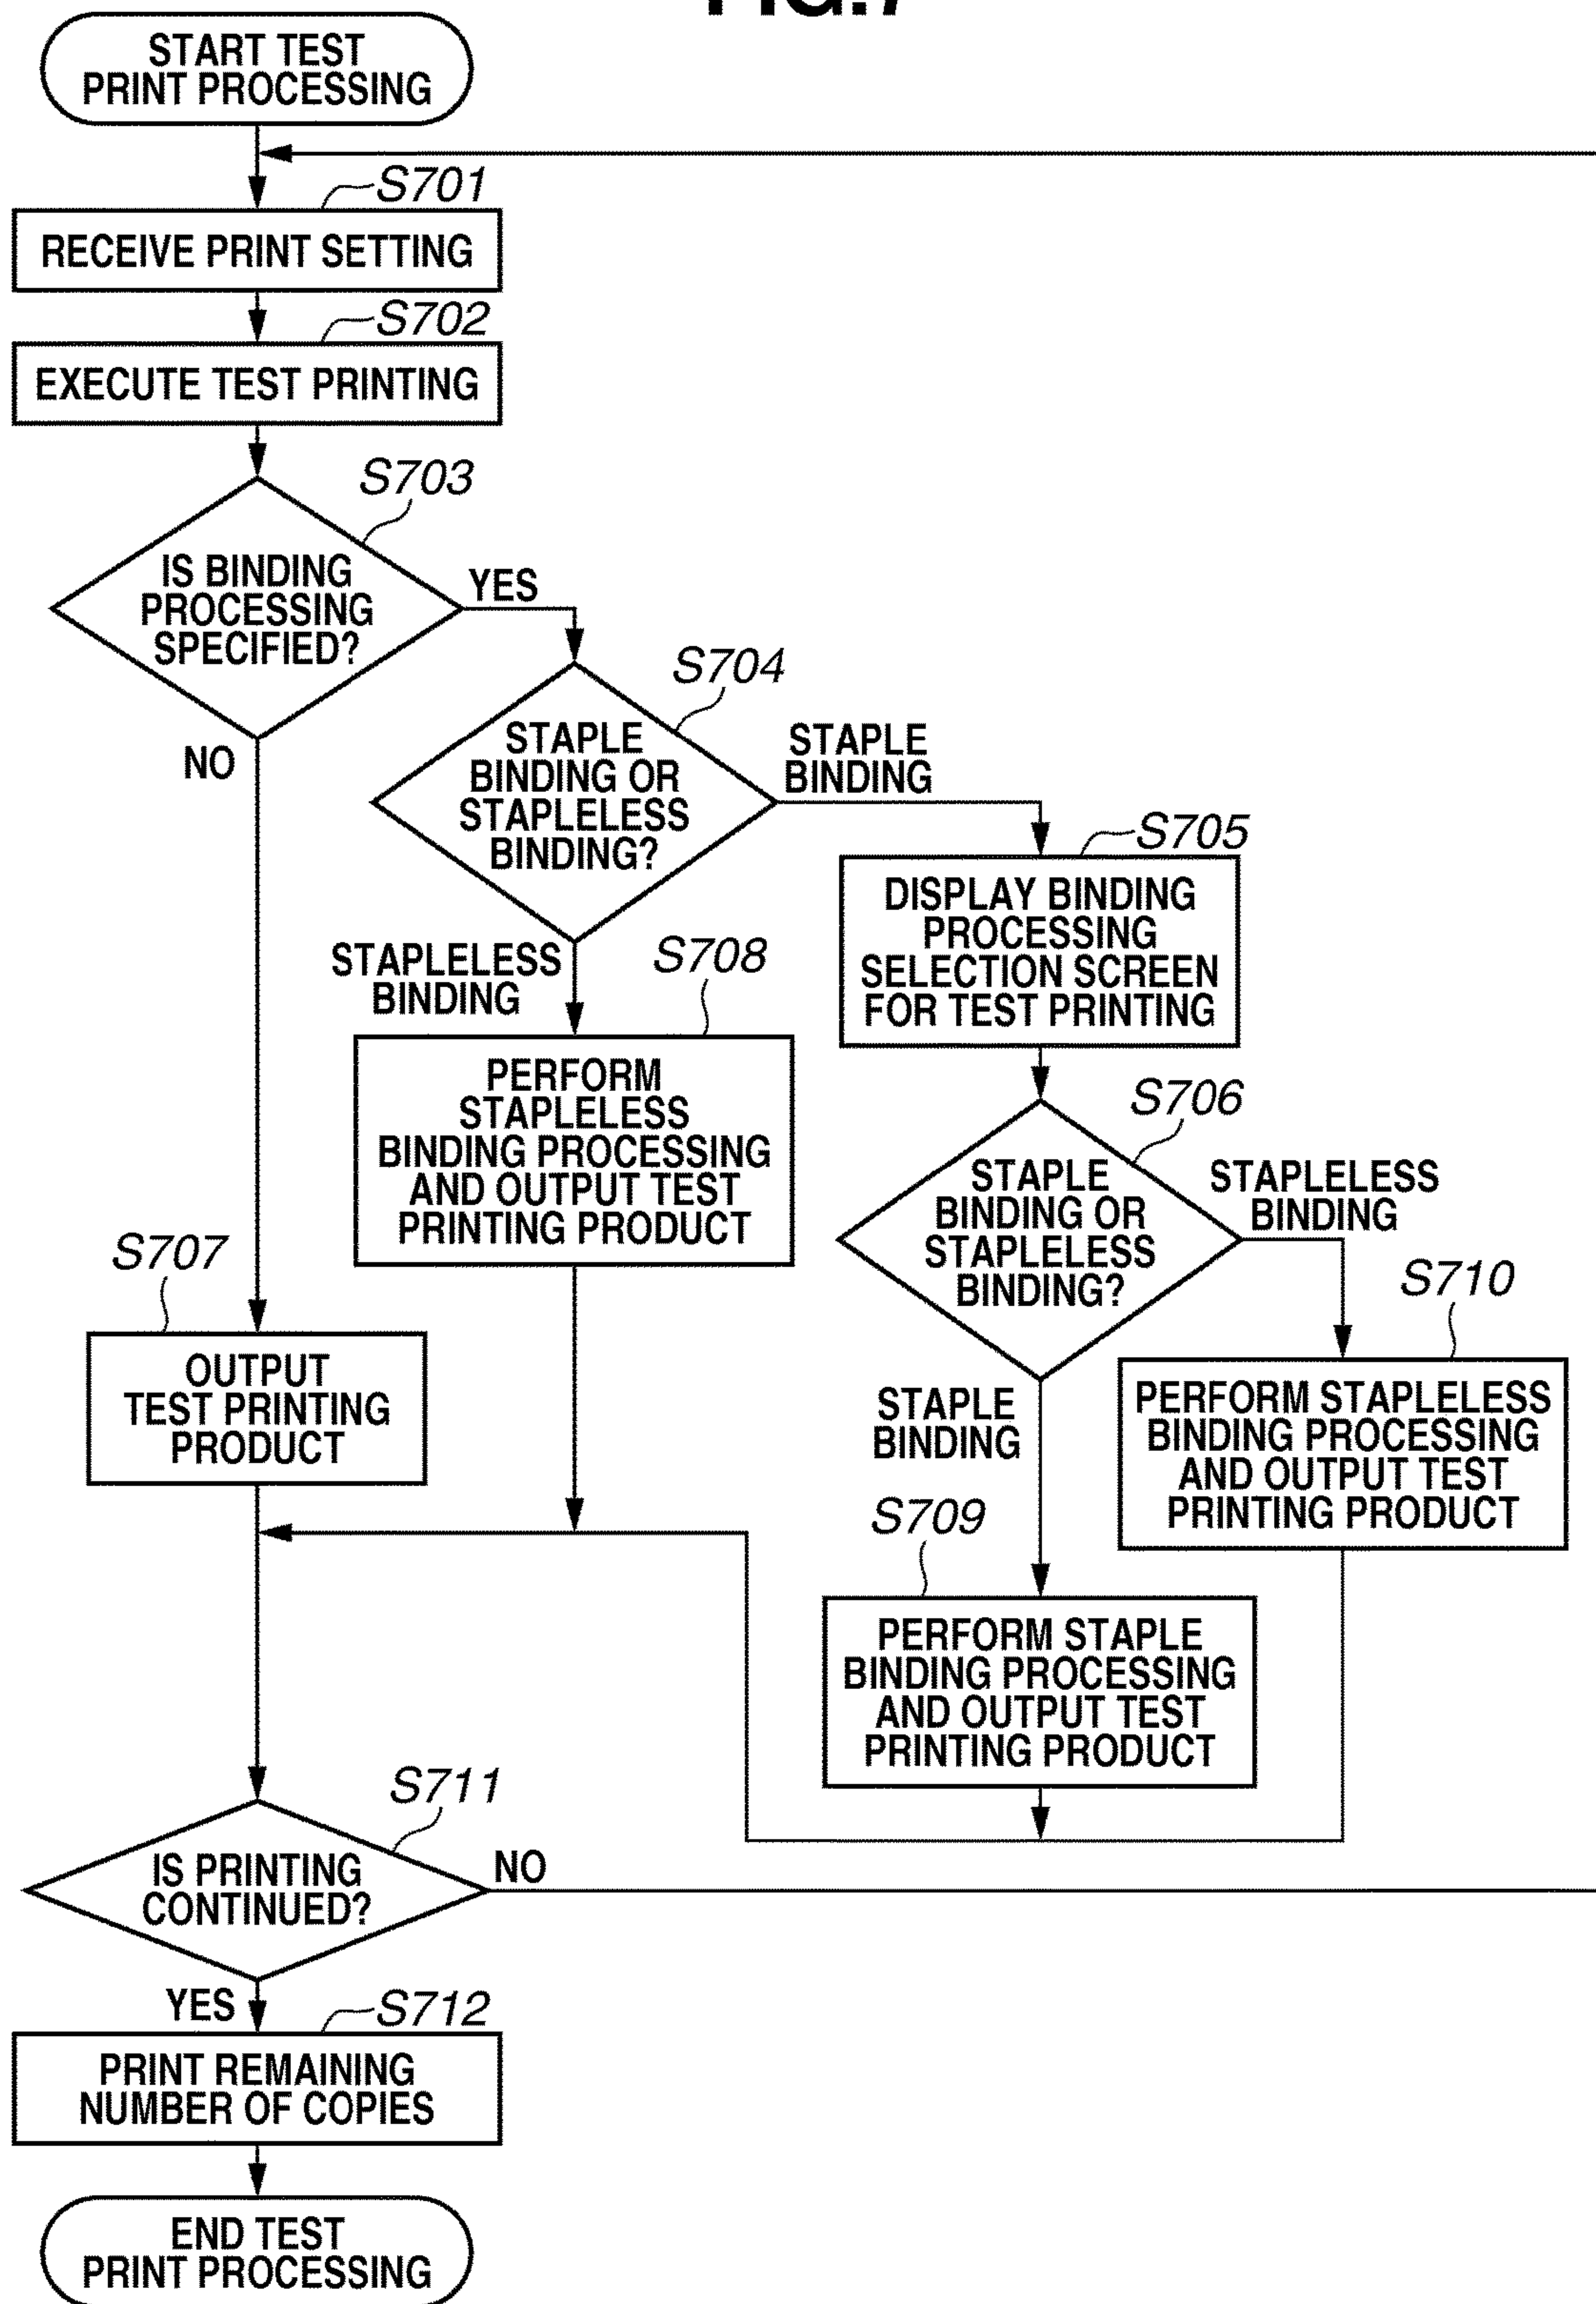 FIG.7
START TEST
PRINT PROCESSING
S701
RECEIVE PRINT SETTING
S702
EXECUTE TEST PRINTING
S703
IS BINDING
PROCESSING
SPECIFIED?
YES
NO
S704
STAPLE
BINDING OR
STAPLELESS
BINDING?
STAPLE
BINDING
S705
DISPLAY BINDING
PROCESSING
SELECTION SCREEN
FOR TEST PRINTING
STAPLELESS
BINDING
S708
PERFORM
STAPLELESS
BINDING PROCESSING
AND OUTPUT TEST
PRINTING PRODUCT
S706
STAPLE
BINDING OR
STAPLELESS
BINDING?
STAPLELESS
BINDING
S707
OUTPUT
TEST PRINTING
PRODUCT
S710
PERFORM STAPLELESS
BINDING PROCESSING
AND OUTPUT TEST
PRINTING PRODUCT
STAPLE
BINDING
S709
PERFORM STAPLE
BINDING PROCESSING
AND OUTPUT TEST
PRINTING PRODUCT
S711
IS PRINTING
CONTINUED?
NO
YES
S712
PRINT REMAINING
NUMBER OF COPIES
END TEST
PRINT PROCESSING